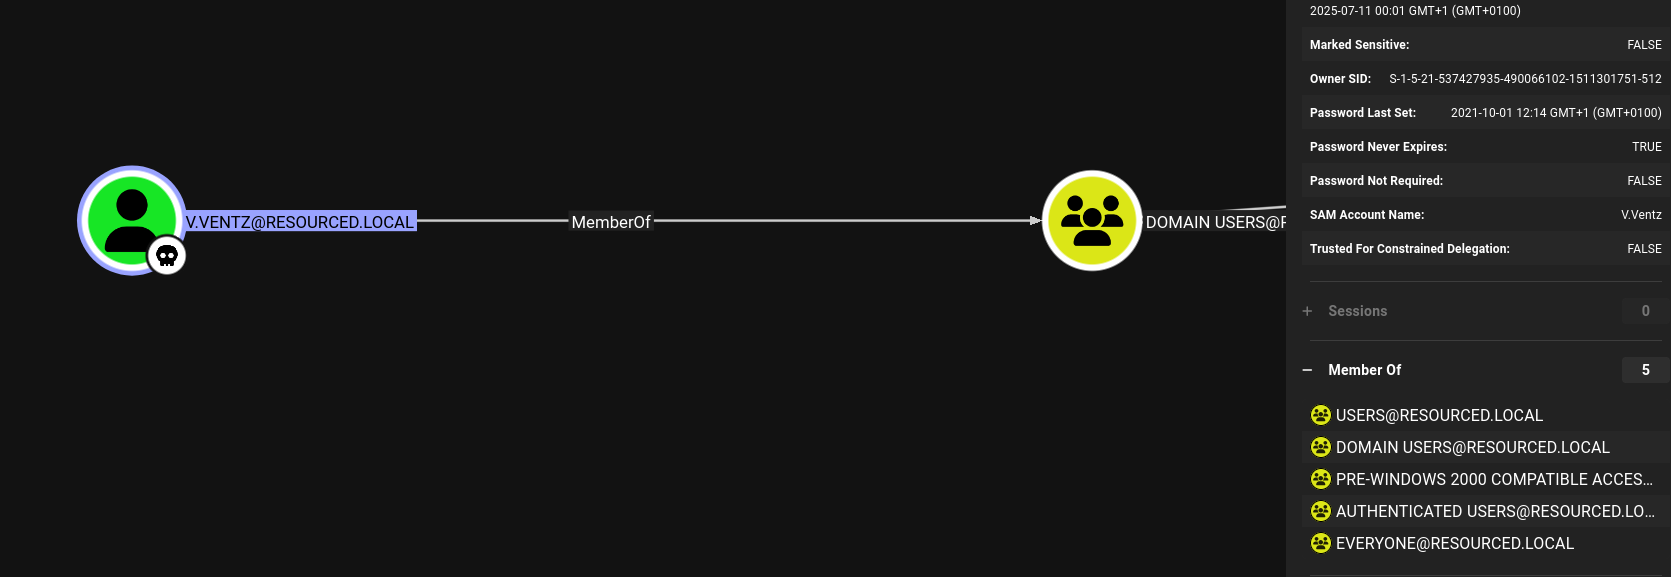 V.VENTZ@RESOURCED.LOCAL
MemberOf
DOMAIN USERS@R
2025-07-11 00:01 GMT+1 (GMT+0100)
Marked Sensitive: FALSE
Owner SID: S-1-5-21-537427935-490066102-1511301751-512
Password Last Set: 2021-10-01 12:14 GMT+1 (GMT+0100)
Password Never Expires: TRUE
Password Not Required: FALSE
SAM Account Name: V.Ventz
Trusted For Constrained Delegation: FALSE
+ Sessions 0
− Member Of 5
USERS@RESOURCED.LOCAL
DOMAIN USERS@RESOURCED.LOCAL
PRE-WINDOWS 2000 COMPATIBLE ACCES...
AUTHENTICATED USERS@RESOURCED.LO...
EVERYONE@RESOURCED.LOCAL